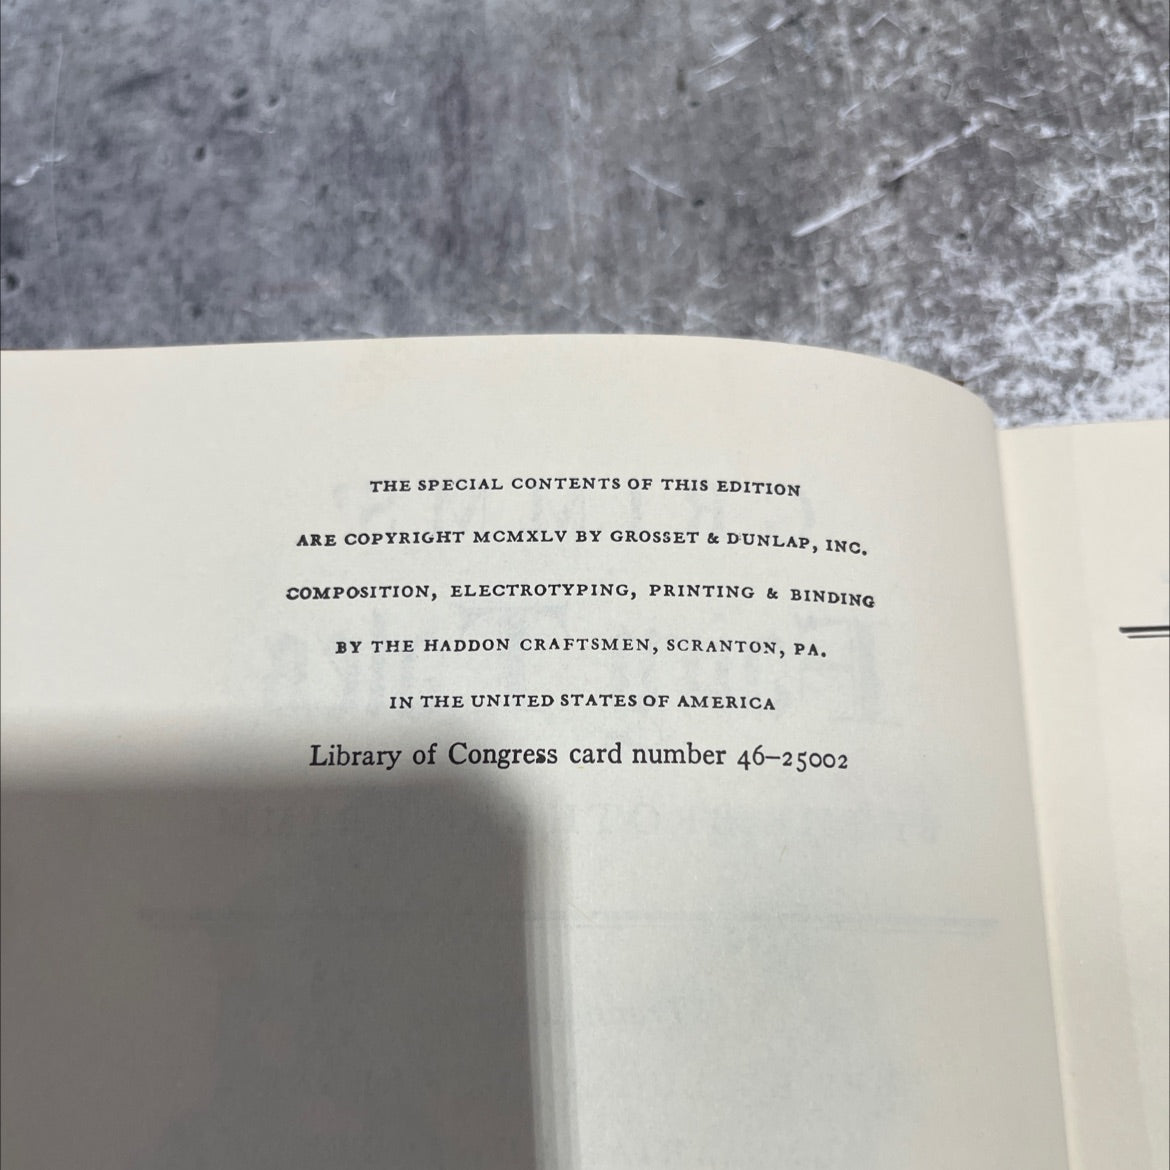 THE SPECIAL CONTENTS OF THIS EDITION
ARE COPYRIGHT MCMXLV BY GROSSET & DUNLAP, INC.
COMPOSITION, ELECTROTYPING, PRINTING & BINDING
BY THE HADDON CRAFTSMEN, SCRANTON, PA.
IN THE UNITED STATES OF AMERICA
Library of Congress card number 46–25002